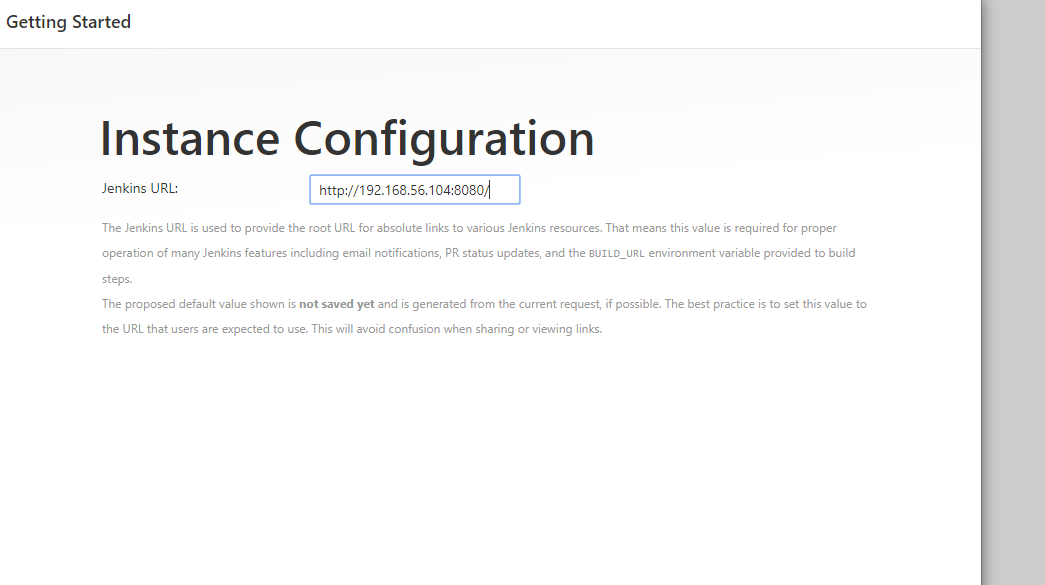 Getting Started
Instance Configuration
Jenkins URL:
http://192.168.56.104:8080/
The Jenkins URL is used to provide the root URL for absolute links to various Jenkins resources. That means this value is required for proper
operation of many Jenkins features including email notifications, PR status updates, and the BUILD_URL environment variable provided to build
steps.
The proposed default value shown is not saved yet and is generated from the current request, if possible. The best practice is to set this value to
the URL that users are expected to use. This will avoid confusion when sharing or viewing links.